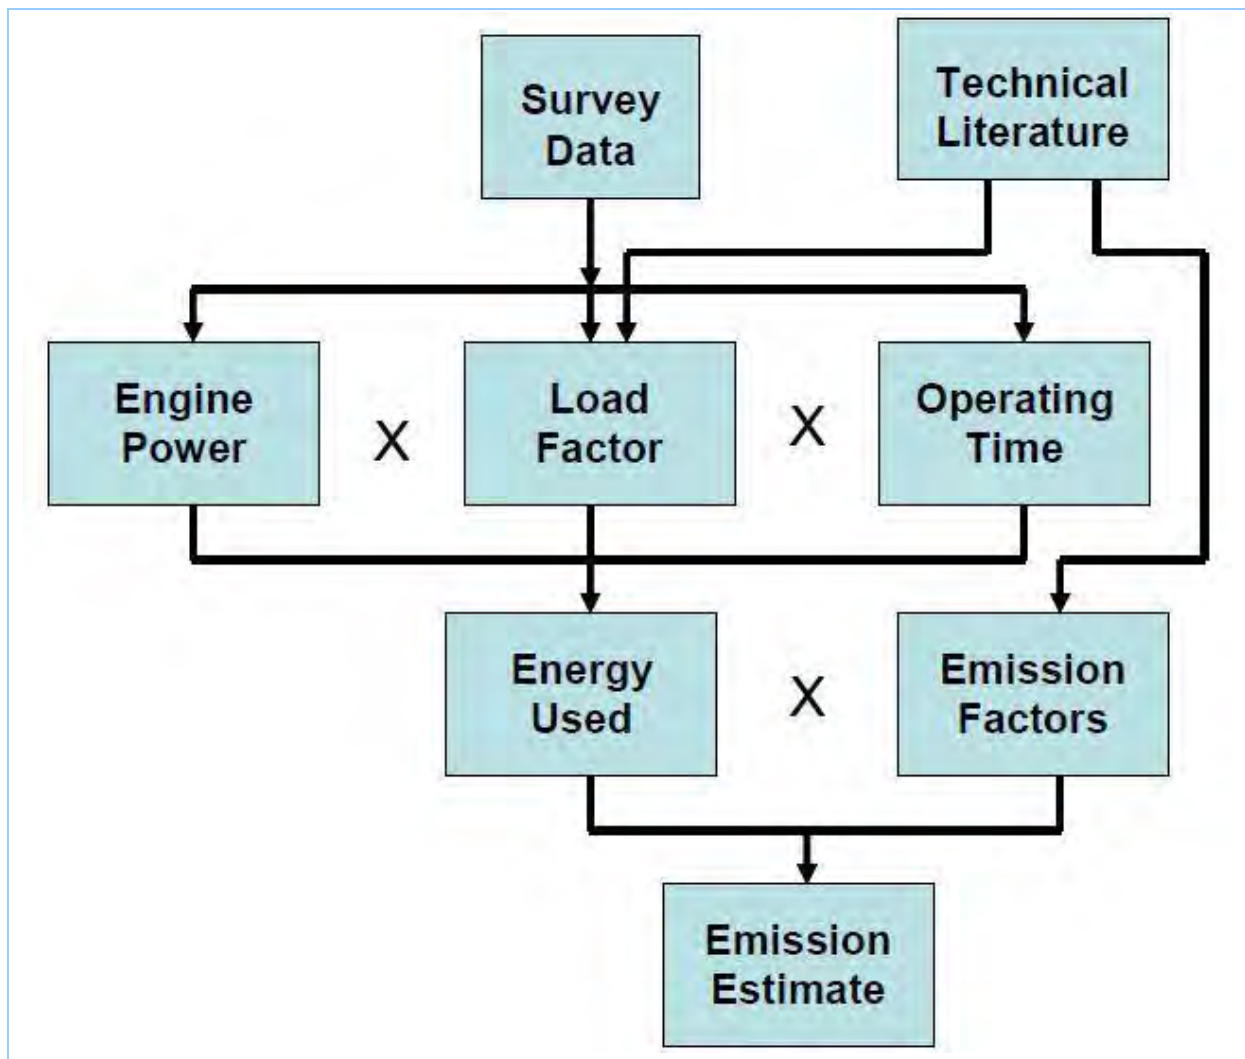 Survey
Data
Technical
Literature
Engine
Power
X
Load
Factor
X
Operating
Time
Energy
Used
X
Emission
Factors
Emission
Estimate